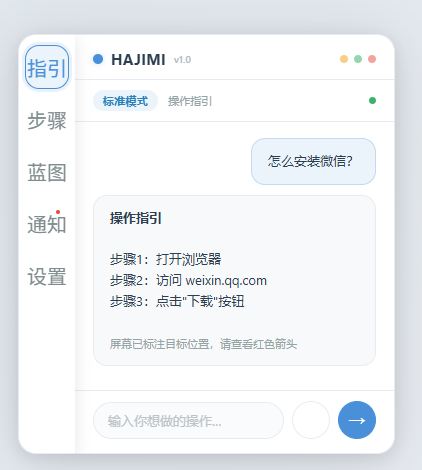 指引
步骤
蓝图
通知
设置
HAJIMI v1.0
标准模式 操作指引
怎么安装微信？
操作指引
步骤1：打开浏览器
步骤2：访问 weixin.qq.com
步骤3：点击"下载"按钮
屏幕已标注目标位置，请查看红色箭头
输入你想做的操作...
→